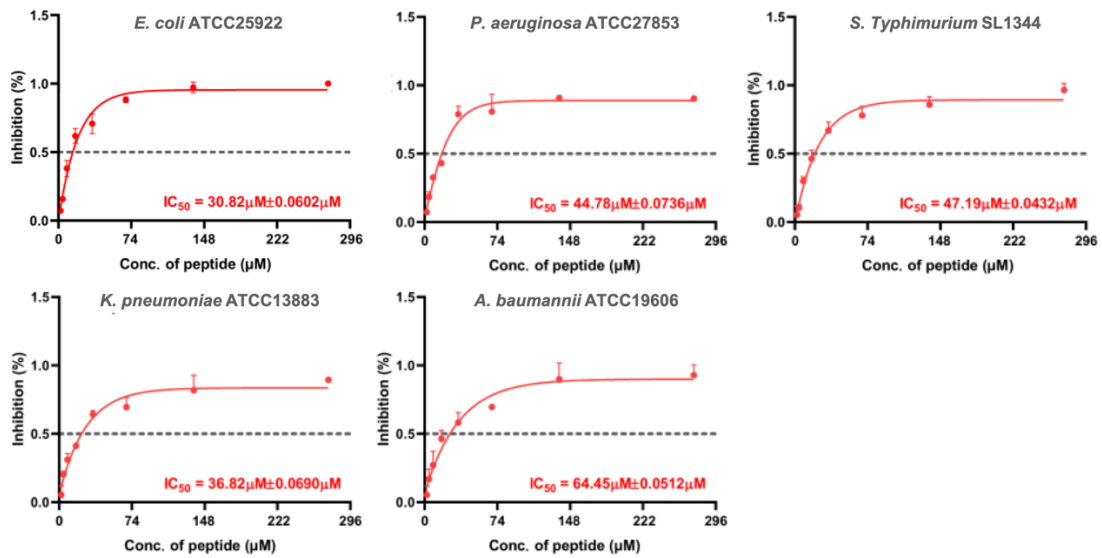 E. coli ATCC25922
1.5
1.0
0.5
0.0
Inhibition (%)
IC50 = 30.82μM±0.0602μM
0 74 148 222 296
Conc. of peptide (μM)
P. aeruginosa ATCC27853
1.5
1.0
0.5
0.0
Inhibition (%)
IC50 = 44.78μM±0.0736μM
0 74 148 222 296
Conc. of peptide (μM)
S. Typhimurium SL1344
1.5
1.0
0.5
0.0
Inhibition (%)
IC50 = 47.19μM±0.0432μM
0 74 148 222 296
Conc. of peptide (μM)
K. pneumoniae ATCC13883
1.5
1.0
0.5
0.0
Inhibition (%)
IC50 = 36.82μM±0.0690μM
0 74 148 222 296
Conc. of peptide (μM)
A. baumannii ATCC19606
1.5
1.0
0.5
0.0
Inhibition (%)
IC50 = 64.45μM±0.0512μM
0 74 148 222 296
Conc. of peptide (μM)